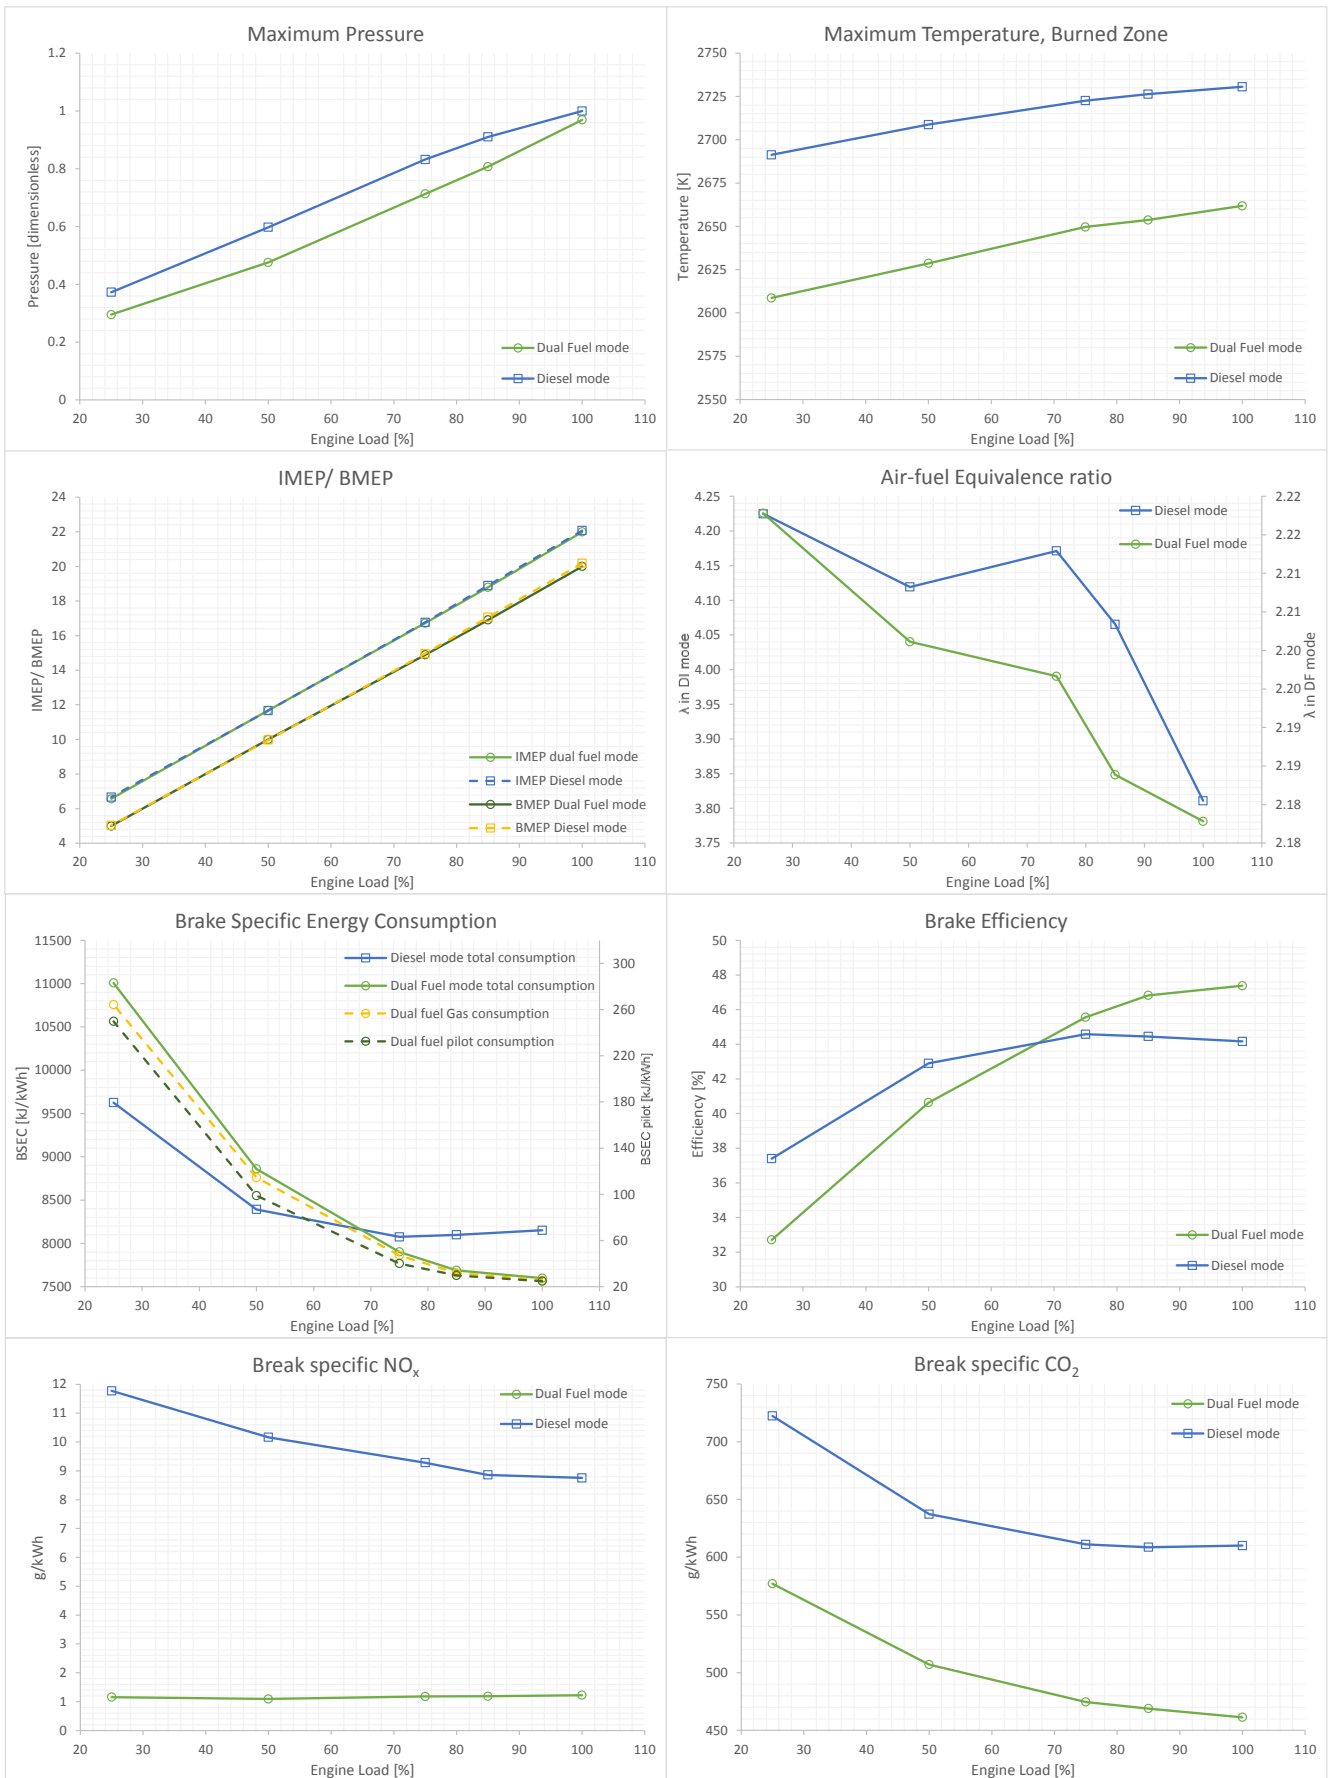 Maximum Pressure
1.2
1
0.8
0.6
0.4
0.2
0
Pressure [dimensionless]
Dual Fuel mode
Diesel mode
20 30 40 50 60 70 80 90 100 110
Engine Load [%]
Maximum Temperature, Burned Zone
2750
2725
2700
2675
2650
2625
2600
2575
2550
Temperature [K]
Dual Fuel mode
Diesel mode
20 30 40 50 60 70 80 90 100 110
Engine Load [%]
IMEP/ BMEP
24
22
20
18
16
14
12
10
8
6
4
IMEP/ BMEP
IMEP dual fuel mode
IMEP Diesel mode
BMEP Dual Fuel mode
BMEP Diesel mode
20 30 40 50 60 70 80 90 100 110
Engine Load [%]
Air-fuel Equivalence ratio
4.25
4.20
4.15
4.10
4.05
4.00
3.95
3.90
3.85
3.80
3.75
λ in DI mode
Diesel mode
Dual Fuel mode
2.22
2.22
2.21
2.21
2.20
2.20
2.19
2.19
2.18
2.18
λ in DF mode
20 30 40 50 60 70 80 90 100 110
Engine Load [%]
Brake Specific Energy Consumption
11500
11000
10500
10000
9500
9000
8500
8000
7500
BSEC [kJ/kWh]
Diesel mode total consumption
Dual Fuel mode total consumption
Dual fuel Gas consumption
Dual fuel pilot consumption
300
260
220
180
140
100
60
20
BSEC pilot [kJ/kWh]
20 30 40 50 60 70 80 90 100 110
Engine Load [%]
Brake Efficiency
50
48
46
44
42
40
38
36
34
32
30
Efficiency [%]
Dual Fuel mode
Diesel mode
20 30 40 50 60 70 80 90 100 110
Engine Load [%]
Break specific NOₓ
12
11
10
9
8
7
6
5
4
3
2
1
0
g/kWh
Dual Fuel mode
Diesel mode
20 30 40 50 60 70 80 90 100 110
Engine Load [%]
Break specific CO₂
750
700
650
600
550
500
450
g/kWh
Dual Fuel mode
Diesel mode
20 30 40 50 60 70 80 90 100 110
Engine Load [%]